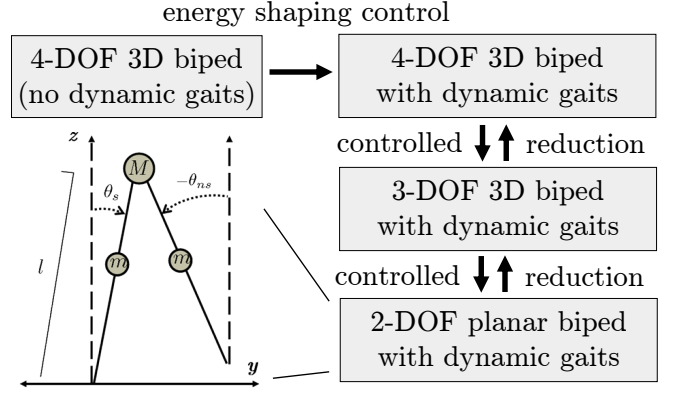 energy shaping control
4-DOF 3D biped
(no dynamic gaits)
4-DOF 3D biped
with dynamic gaits
controlled
reduction
3-DOF 3D biped
with dynamic gaits
controlled
reduction
2-DOF planar biped
with dynamic gaits
z
M
θs
−θns
m
m
l
y